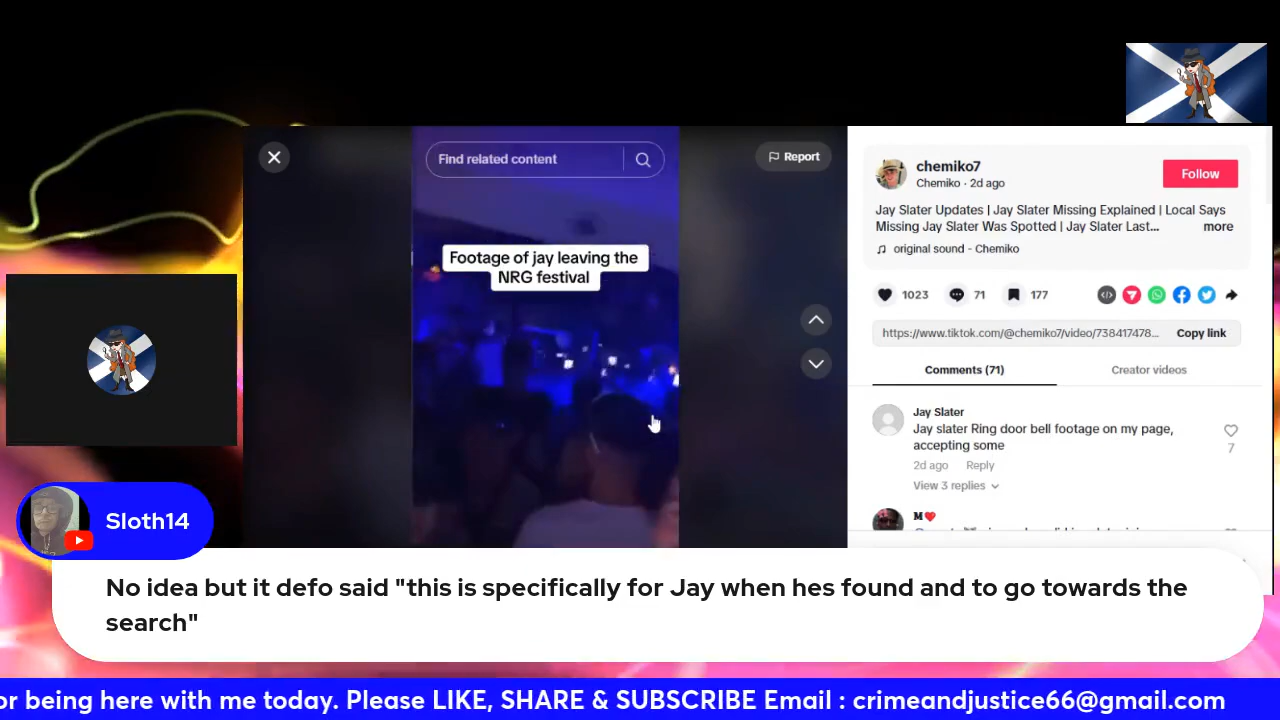 Find related content
Report
Footage of jay leaving the
NRG festival
chemiko7
Chemiko · 2d ago
Follow
Jay Slater Updates | Jay Slater Missing Explained | Local Says
Missing Jay Slater Was Spotted | Jay Slater Last... more
original sound - Chemiko
1023 71 177
https://www.tiktok.com/@chemiko7/video/738417478... Copy link
Comments (71) Creator videos
Jay Slater
Jay slater Ring door bell footage on my page,
accepting some
7
2d ago Reply
View 3 replies
M
Sloth14
No idea but it defo said "this is specifically for Jay when hes found and to go towards the
search"
or being here with me today. Please LIKE, SHARE & SUBSCRIBE Email : crimeandjustice66@gmail.com